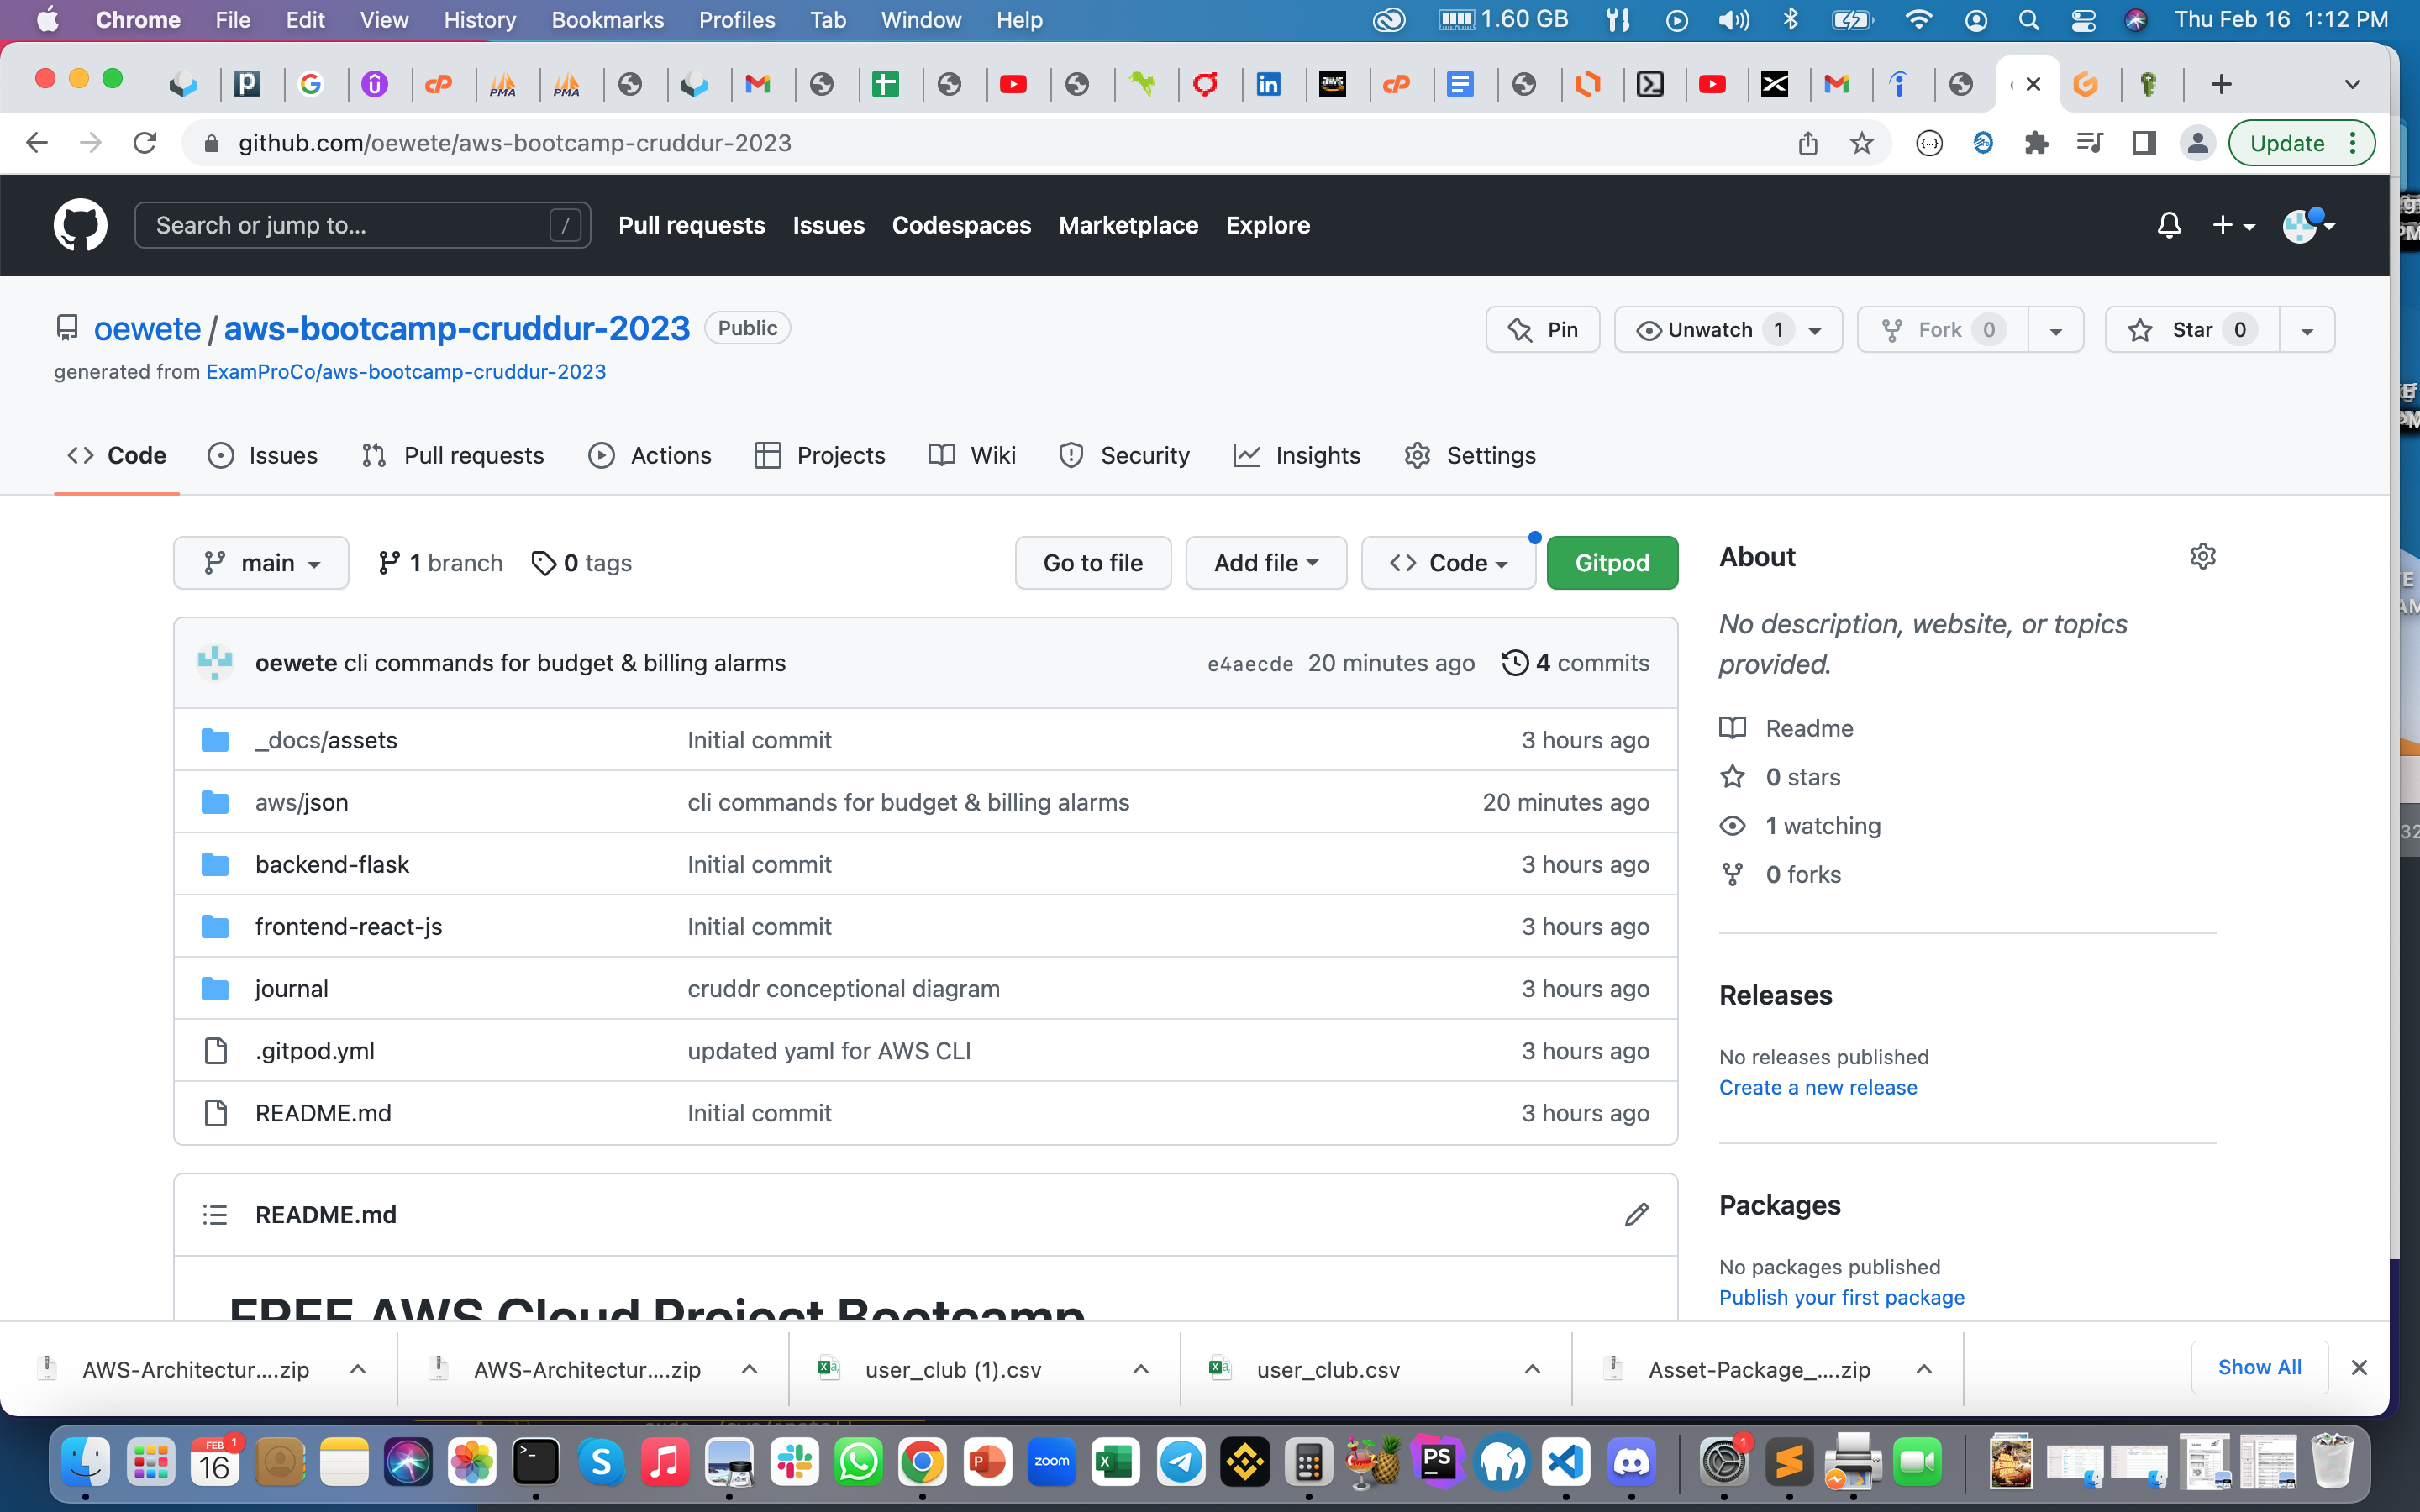 Chrome File Edit View History Bookmarks Profiles Tab Window Help 1.60 GB Thu Feb 16 1:12 PM
github.com/oewete/aws-bootcamp-cruddur-2023 Update
Search or jump to... / Pull requests Issues Codespaces Marketplace Explore
oewete / aws-bootcamp-cruddur-2023 Public Pin Unwatch 1 Fork 0 Star 0
generated from ExamProCo/aws-bootcamp-cruddur-2023
Code Issues Pull requests Actions Projects Wiki Security Insights Settings
main 1 branch 0 tags Go to file Add file Code Gitpod
oewete cli commands for budget & billing alarms e4aecde 20 minutes ago 4 commits
_docs/assets Initial commit 3 hours ago
aws/json cli commands for budget & billing alarms 20 minutes ago
backend-flask Initial commit 3 hours ago
frontend-react-js Initial commit 3 hours ago
journal cruddr conceptional diagram 3 hours ago
.gitpod.yml updated yaml for AWS CLI 3 hours ago
README.md Initial commit 3 hours ago
README.md
FREE AWS Cloud Project Bootcamp
About
No description, website, or topics
provided.
Readme
0 stars
1 watching
0 forks
Releases
No releases published
Create a new release
Packages
No packages published
Publish your first package
AWS-Architectur....zip AWS-Architectur....zip user_club (1).csv user_club.csv Asset-Package_....zip Show All
FEB 16 1 zoom PS 1